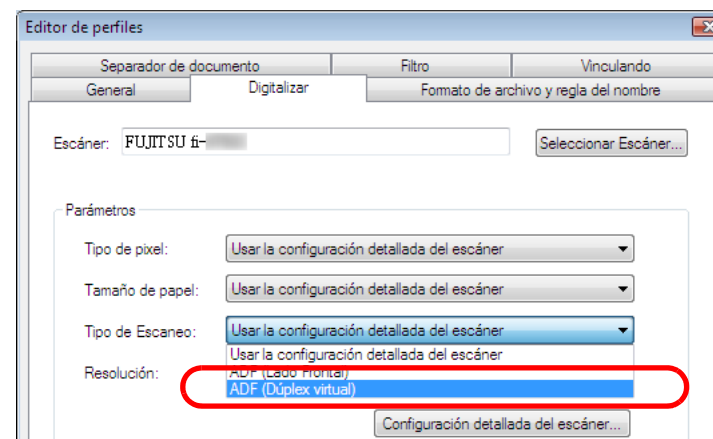 Editor de perfiles
Separador de documento Filtro Vinculando
General Digitalizar Formato de archivo y regla del nombre
Escáner: FUJITSU fi- Seleccionar Escáner...
Parámetros
Tipo de pixel: Usar la configuración detallada del escáner
Tamaño de papel: Usar la configuración detallada del escáner
Tipo de Escaneo: Usar la configuración detallada del escáner
Usar la configuración detallada del escáner
Resolución: ADF (Lado Frontal)
ADF (Dúplex virtual)
Configuración detallada del escáner...